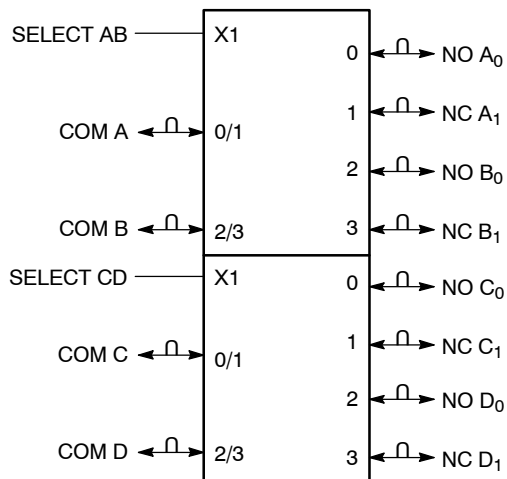 SELECT AB X1
0 NO A0
1 NC A1
COM A 0/1
2 NO B0
COM B 2/3 3 NC B1
SELECT CD X1 0 NO C0
1 NC C1
COM C 0/1
2 NO D0
COM D 2/3 3 NC D1